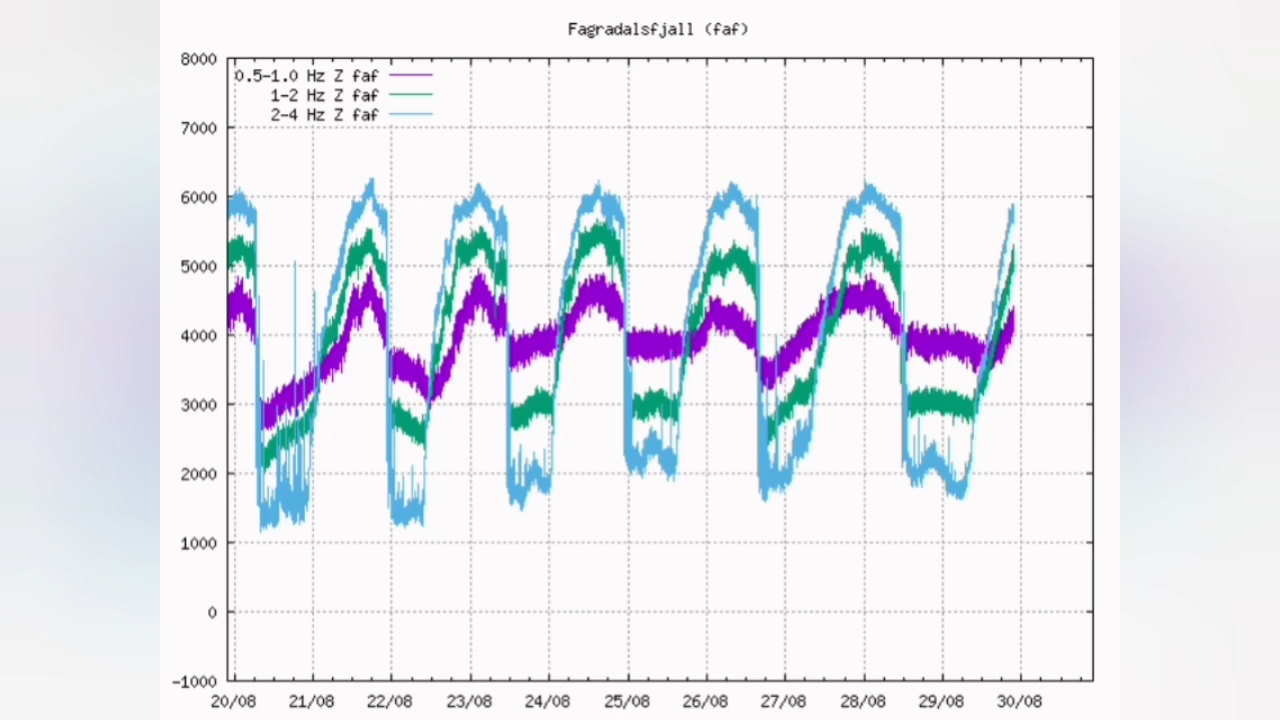 Fagradalsfjall (faf)
8000
0.5-1.0 Hz Z faf
1-2 Hz Z faf
2-4 Hz Z faf
7000
6000
5000
4000
3000
2000
1000
0
-1000
20/08 21/08 22/08 23/08 24/08 25/08 26/08 27/08 28/08 29/08 30/08